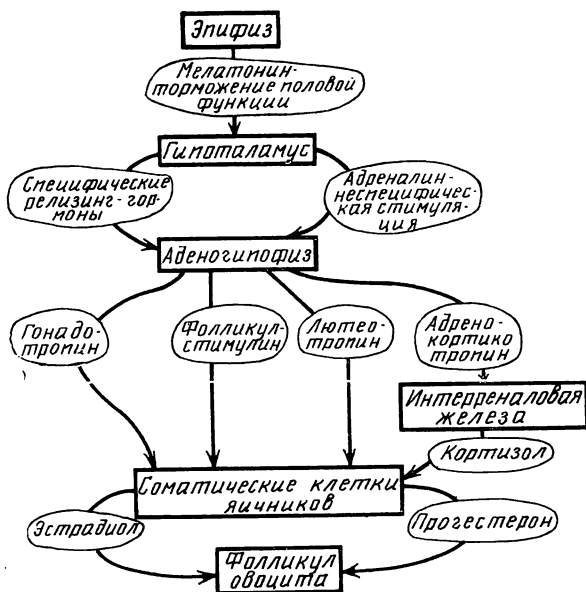 Эпифиз
Мелатонин-
торможение половой
функции
Гипоталамус
Специфические
релизинг-гор-
моны
Адреналин-
неспецифичес-
кая стимуля-
ция
Аденогипофиз
Гонадо-
тропин
Фолликул-
стимулин
Лютео-
тропин
Адрено-
кортико
тропин
Интерреналовая
железа
Кортизол
Соматические клетки
яичников
Эстрадиол
Прогестерон
Фолликул
овоцита